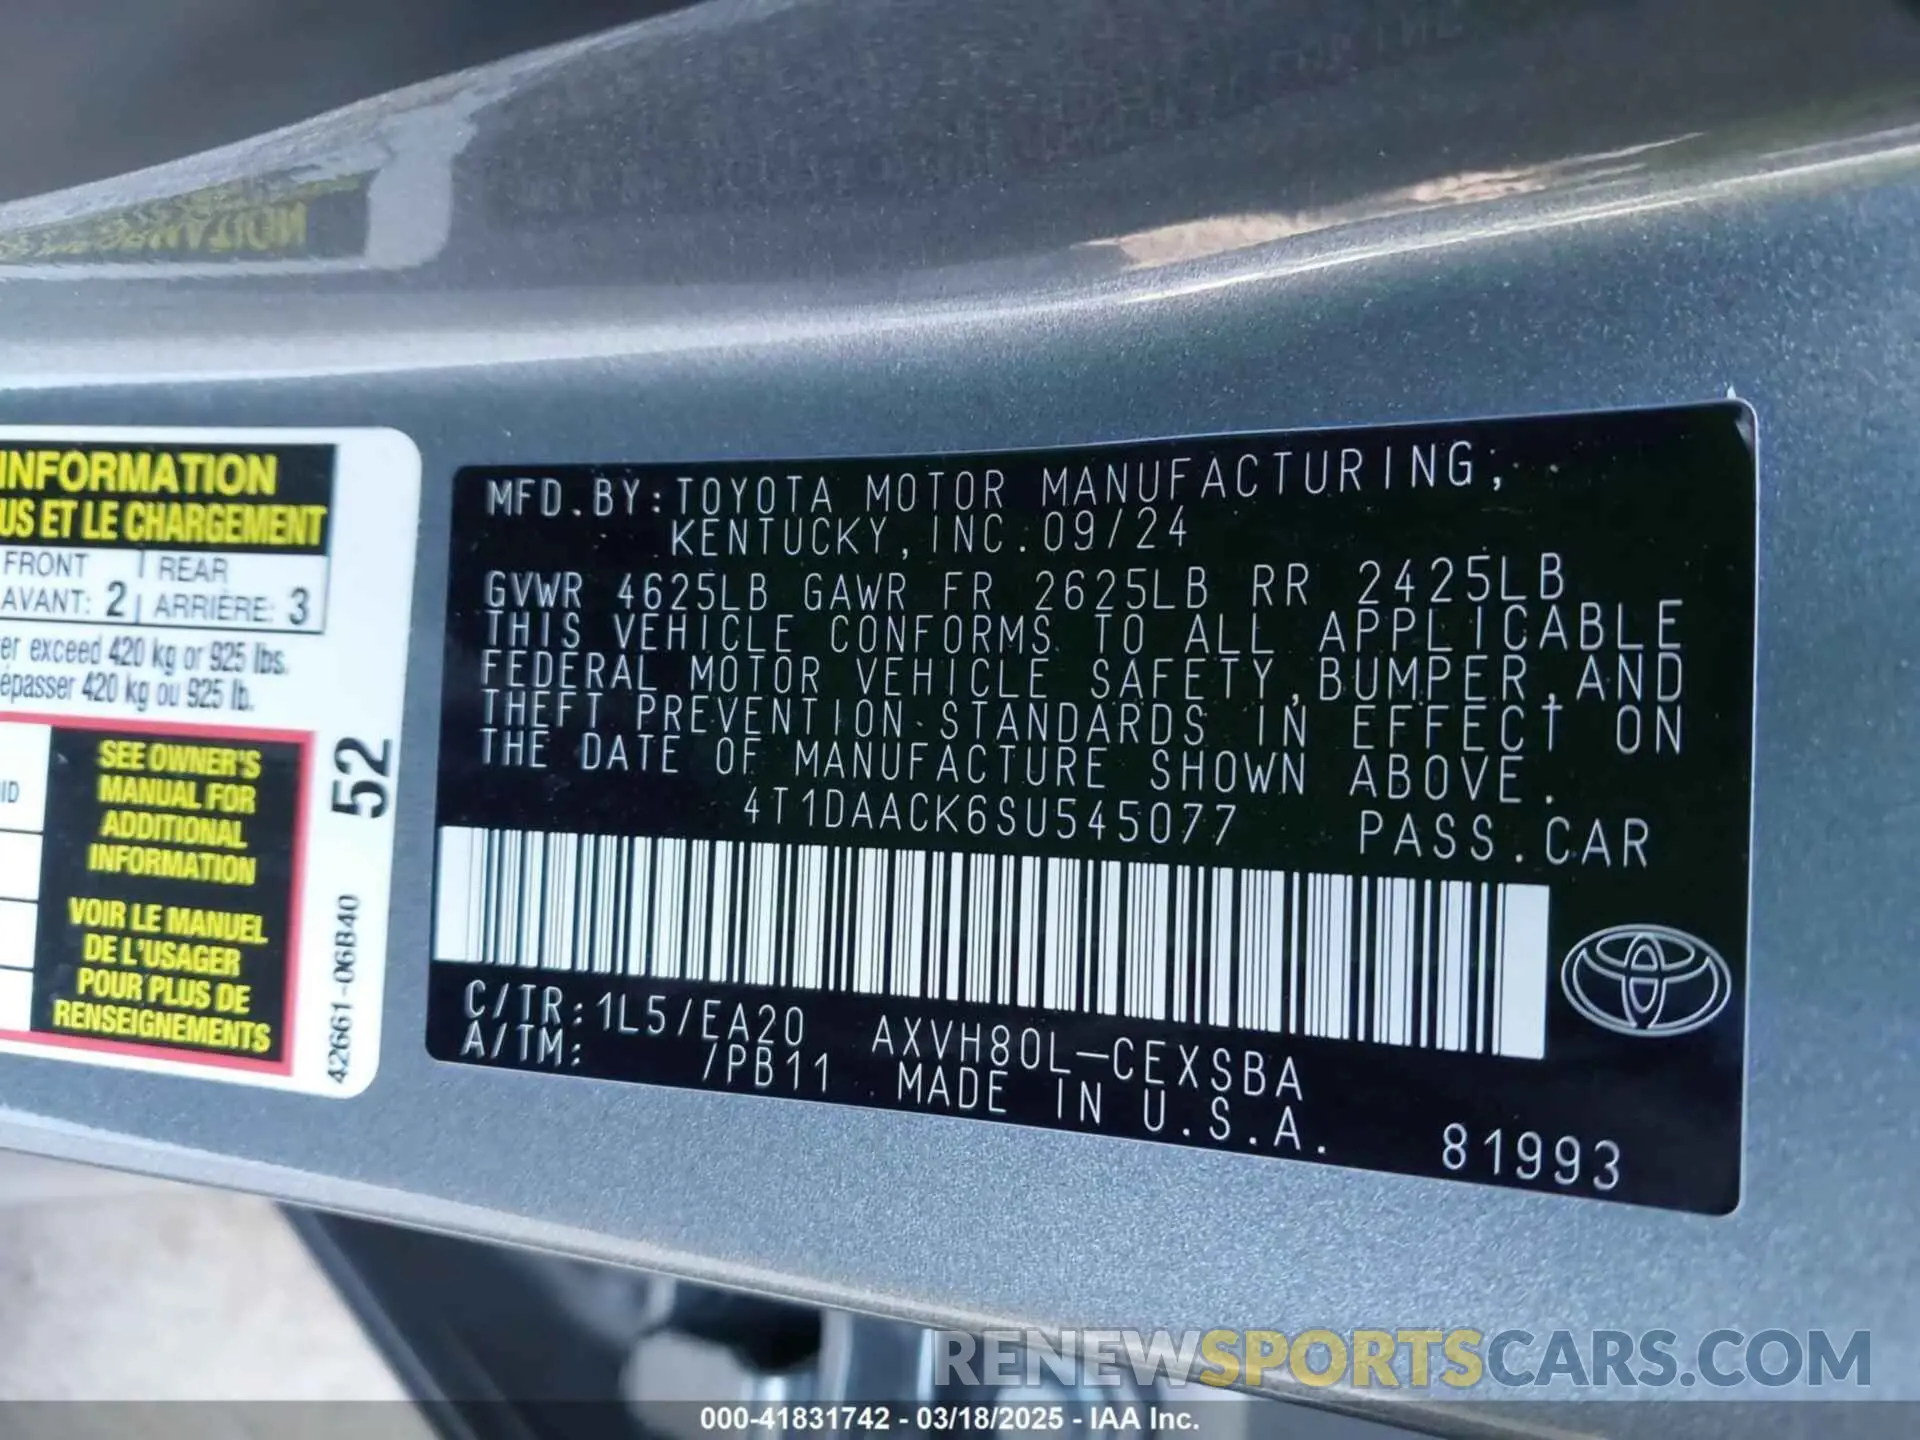 INFORMATION
US ET LE CHARGEMENT
FRONT REAR
AVANT: 2 ARRIÈRE: 3
er exceed 420 kg or 925 lbs.
épasser 420 kg ou 925 lb.
SEE OWNER'S
MANUAL FOR
ADDITIONAL
INFORMATION
VOIR LE MANUEL
DE L'USAGER
POUR PLUS DE
RENSEIGNEMENTS
ID
52
42661-06B40
MFD.BY:TOYOTA MOTOR MANUFACTURING,
KENTUCKY,INC.09/24
GVWR 4625LB GAWR FR 2625LB RR 2425LB
THIS VEHICLE CONFORMS TO ALL APPLICABLE
FEDERAL MOTOR VEHICLE SAFETY,BUMPER,AND
THEFT PREVENTION STANDARDS IN EFFECT ON
THE DATE OF MANUFACTURE SHOWN ABOVE.
4T1DAACK6SU545077 PASS.CAR
C/TR:1L5/EA20 AXVH80L-CEXSBA
A/TM: /PB11 MADE IN U.S.A.
81993
RENEWSPORTSCARS.COM
000-41831742 - 03/18/2025 - IAA Inc.